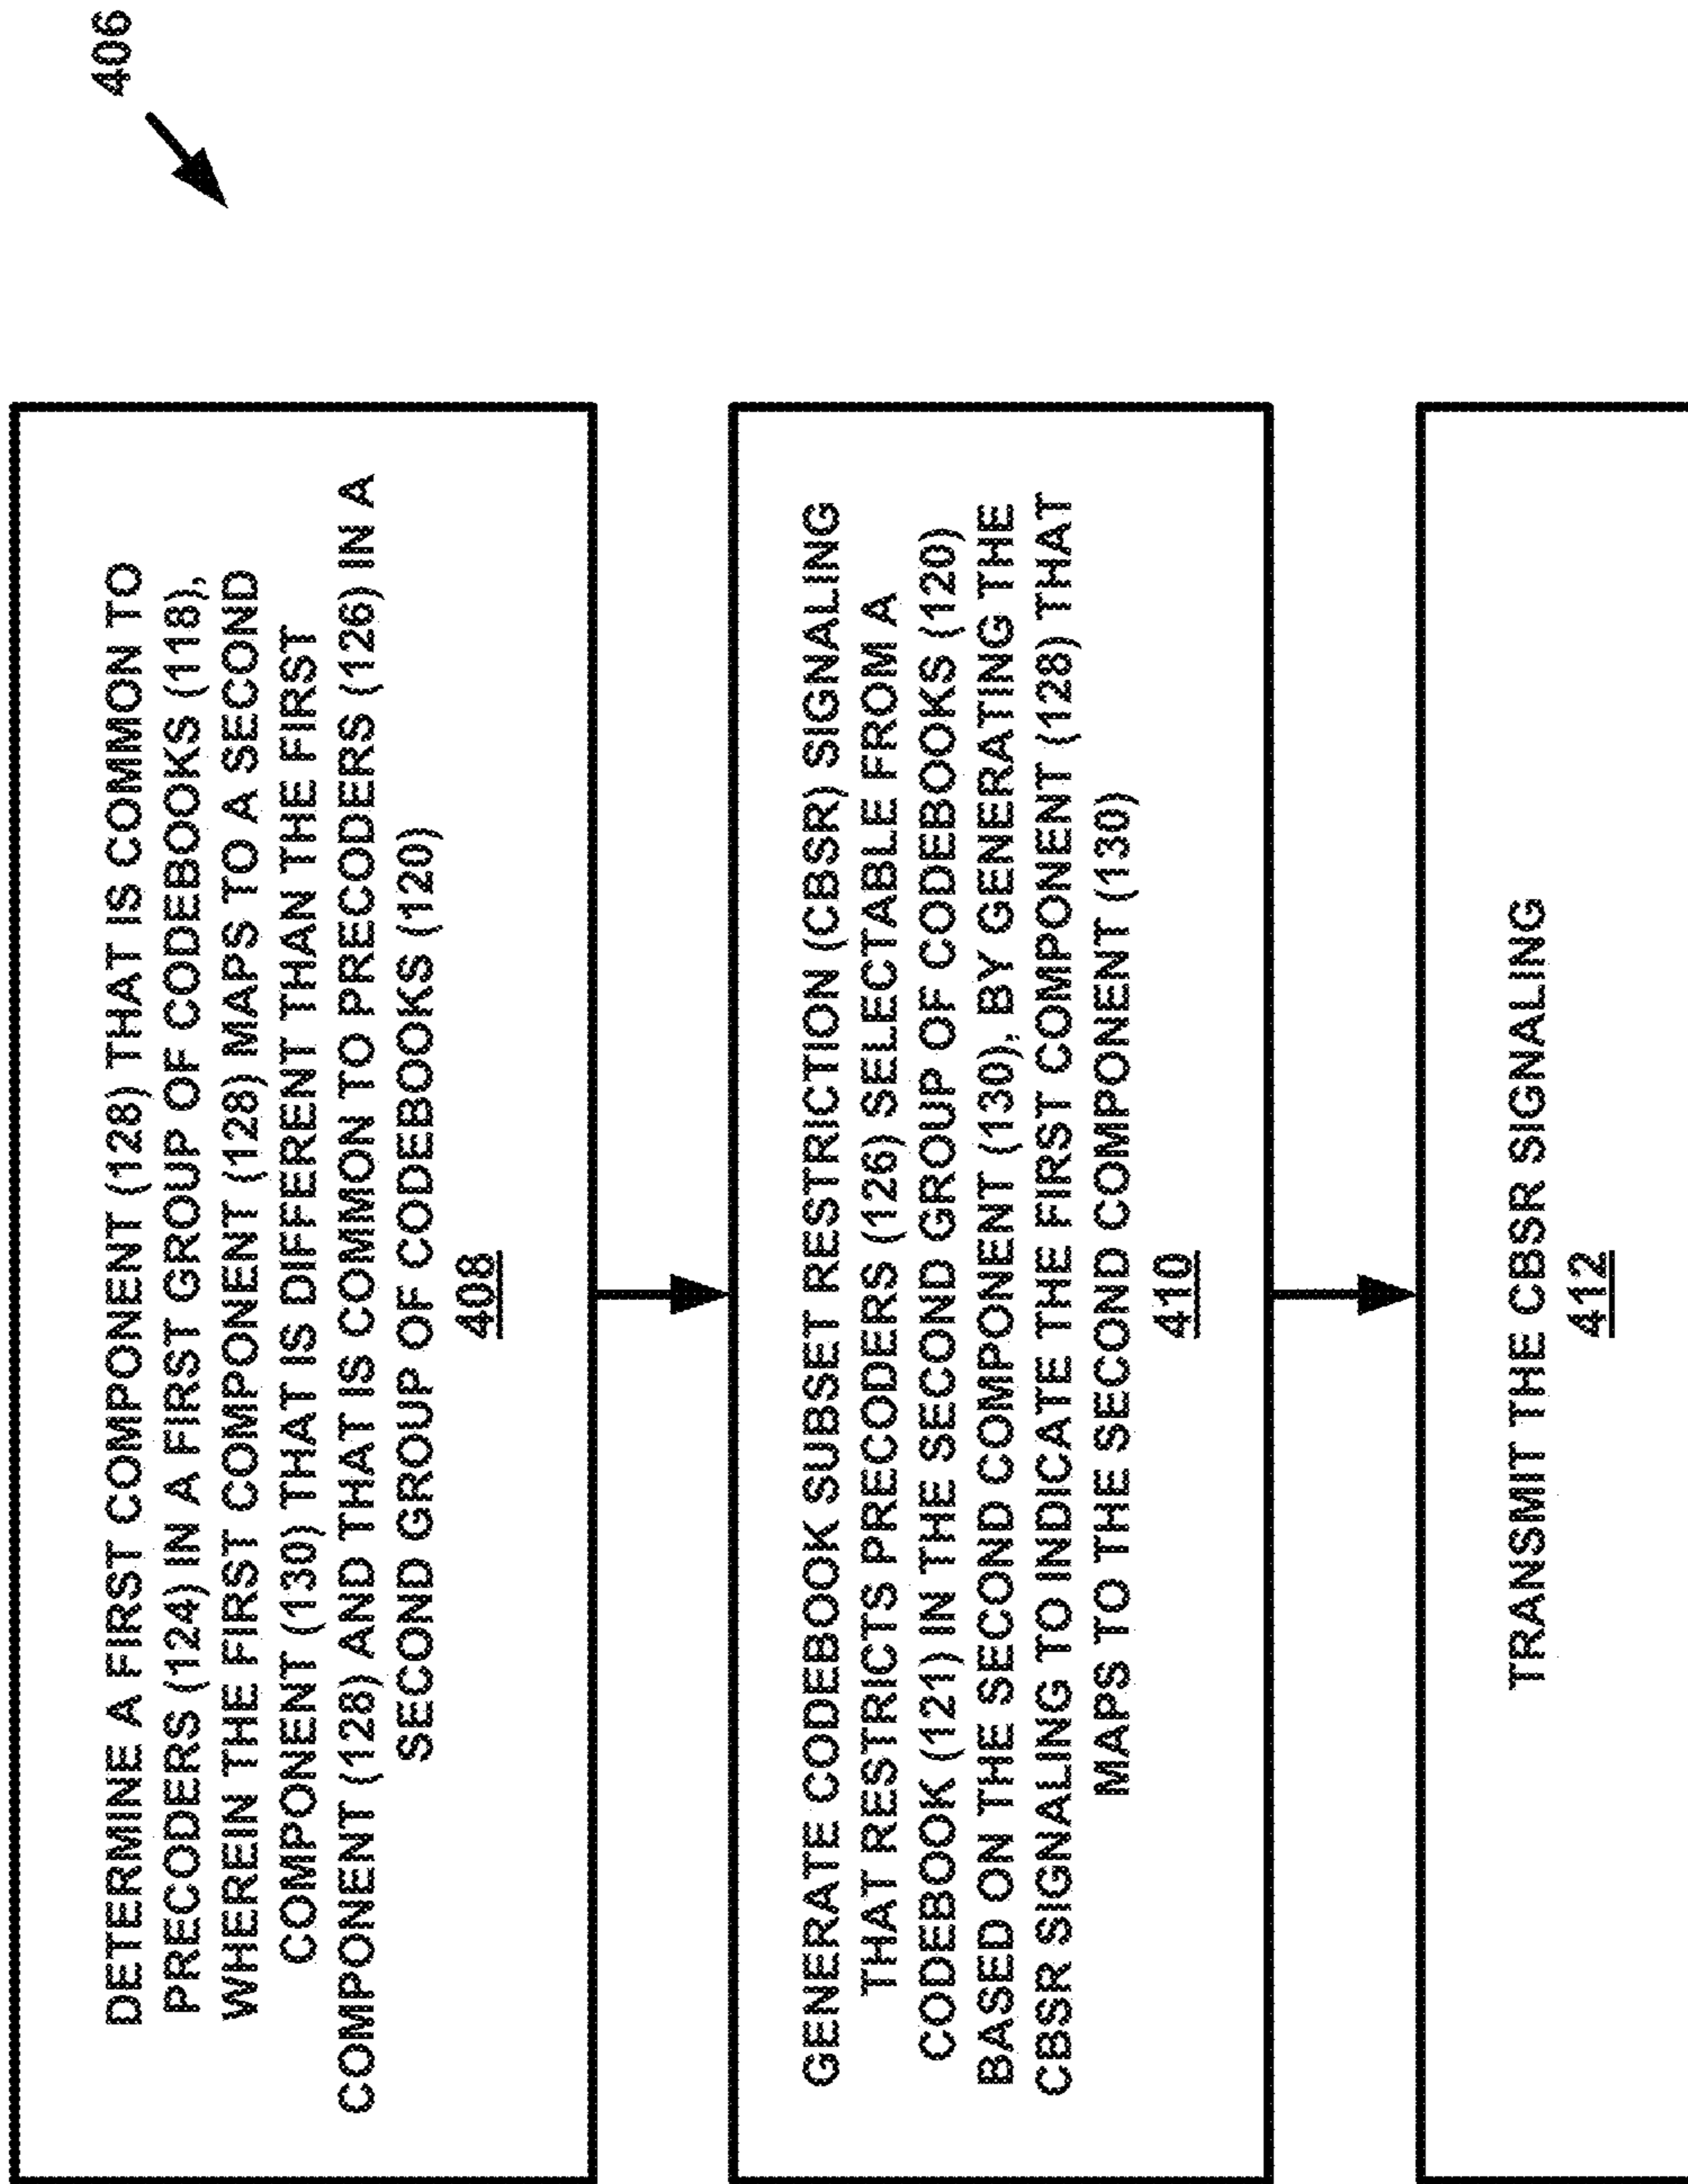 406
DETERMINE A FIRST COMPONENT (128) THAT IS COMMON TO
PRECODERS (124) IN A FIRST GROUP OF CODEBOOKS (118),
WHEREIN THE FIRST COMPONENT (128) MAPS TO A SECOND
COMPONENT (130) THAT IS DIFFERENT THAN THE FIRST
COMPONENT (128) AND THAT IS COMMON TO PRECODERS (126) IN A
SECOND GROUP OF CODEBOOKS (120)
408
GENERATE CODEBOOK SUBSET RESTRICTION (CBSR) SIGNALING
THAT RESTRICTS PRECODERS (126) SELECTABLE FROM A
CODEBOOK (121) IN THE SECOND GROUP OF CODEBOOKS (120)
BASED ON THE SECOND COMPONENT (130), BY GENERATING THE
CBSR SIGNALING TO INDICATE THE FIRST COMPONENT (128) THAT
MAPS TO THE SECOND COMPONENT (130)
410
TRANSMIT THE CBSR SIGNALING
412